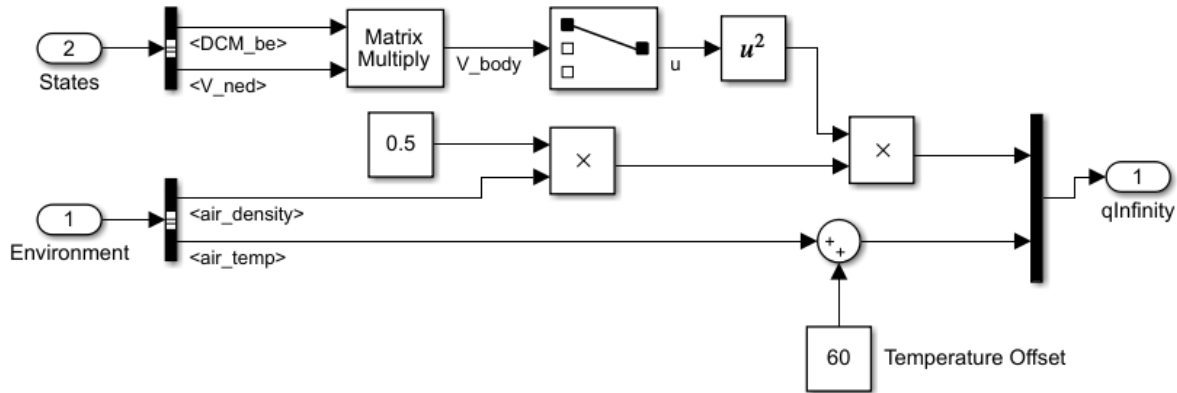 2
States
<DCM_be>
<V_ned>
Matrix
Multiply
V_body
u
u²
0.5
×
×
1
Environment
<air_density>
<air_temp>
+
+
60
Temperature Offset
1
qInfinity